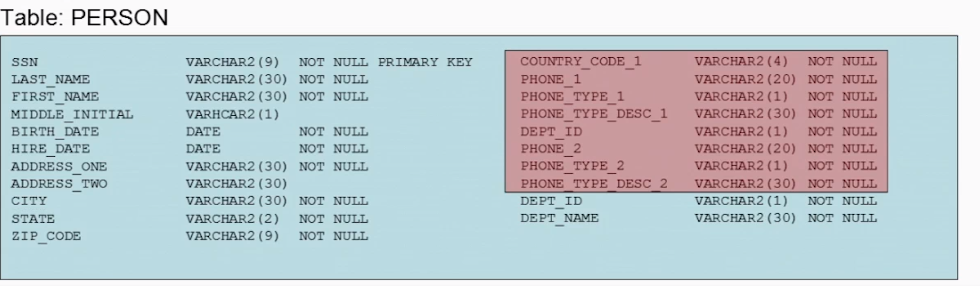 Table: PERSON
SSN VARCHAR2(9) NOT NULL PRIMARY KEY
LAST_NAME VARCHAR2(30) NOT NULL
FIRST_NAME VARCHAR2(30) NOT NULL
MIDDLE_INITIAL VARHCAR2(1)
BIRTH_DATE DATE NOT NULL
HIRE_DATE DATE NOT NULL
ADDRESS_ONE VARCHAR2(30) NOT NULL
ADDRESS_TWO VARCHAR2(30)
CITY VARCHAR2(30) NOT NULL
STATE VARCHAR2(2) NOT NULL
ZIP_CODE VARCHAR2(9) NOT NULL
COUNTRY_CODE_1 VARCHAR2(4) NOT NULL
PHONE_1 VARCHAR2(20) NOT NULL
PHONE_TYPE_1 VARCHAR2(1) NOT NULL
PHONE_TYPE_DESC_1 VARCHAR2(30) NOT NULL
DEPT_ID VARCHAR2(1) NOT NULL
PHONE_2 VARCHAR2(20) NOT NULL
PHONE_TYPE_2 VARCHAR2(1) NOT NULL
PHONE_TYPE_DESC_2 VARCHAR2(30) NOT NULL
DEPT_ID VARCHAR2(1) NOT NULL
DEPT_NAME VARCHAR2(30) NOT NULL